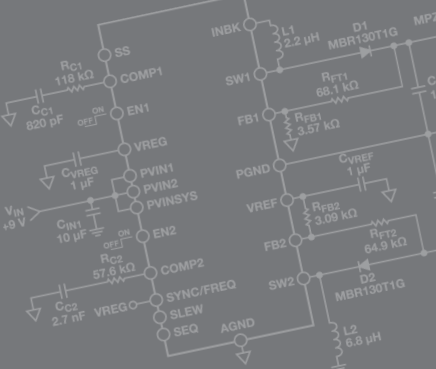 INBK
L1
2.2 µH
D1
MBR130T1G
SS
RC1
118 kΩ
COMP1
SW1
RFT1
68.1 kΩ
CC1
820 pF
ON
OFF
EN1
FB1
RFB1
3.57 kΩ
VREG
CVREG
1 µF
PVIN1
PVIN2
PVINSYS
PGND
CVREF
1 µF
VREF
VIN
+9 V
CIN1
10 µF
RFB2
3.09 kΩ
ON
OFF
EN2
FB2
RFT2
64.9 kΩ
RC2
57.6 kΩ
COMP2
SW2
D2
MBR130T1G
CC2
2.7 nF
VREG
SYNC/FREQ
SLEW
SEQ
AGND
L2
6.8 µH